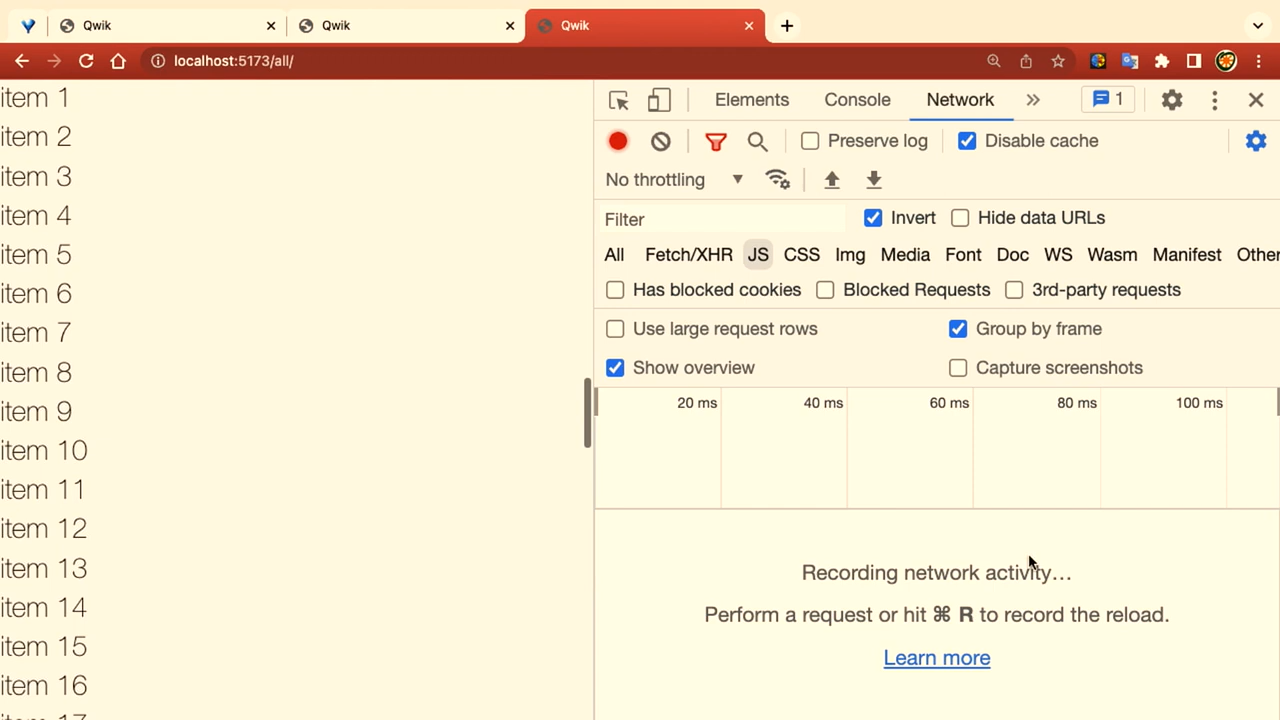 Qwik
Qwik
Qwik
localhost:5173/all/
item 1
item 2
item 3
item 4
item 5
item 6
item 7
item 8
item 9
item 10
item 11
item 12
item 13
item 14
item 15
item 16
item 17
Elements Console Network 1
Preserve log Disable cache
No throttling
Filter Invert Hide data URLs
All Fetch/XHR JS CSS Img Media Font Doc WS Wasm Manifest Other
Has blocked cookies Blocked Requests 3rd-party requests
Use large request rows Group by frame
Show overview Capture screenshots
20 ms 40 ms 60 ms 80 ms 100 ms
Recording network activity…
Perform a request or hit ⌘ R to record the reload.
Learn more